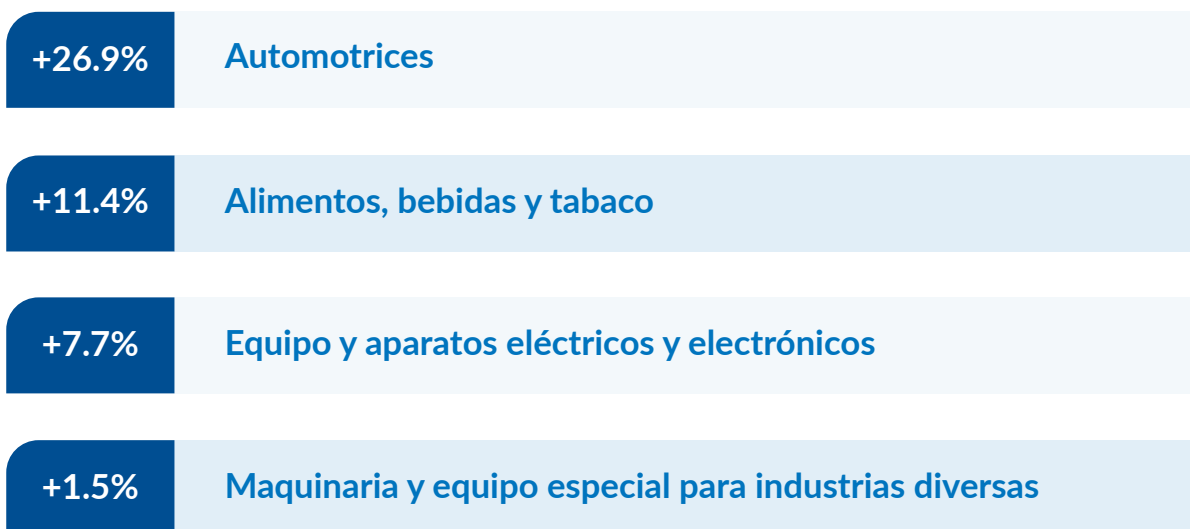 +26.9% Automotrices
+11.4% Alimentos, bebidas y tabaco
+7.7% Equipo y aparatos eléctricos y electrónicos
+1.5% Maquinaria y equipo especial para industrias diversas